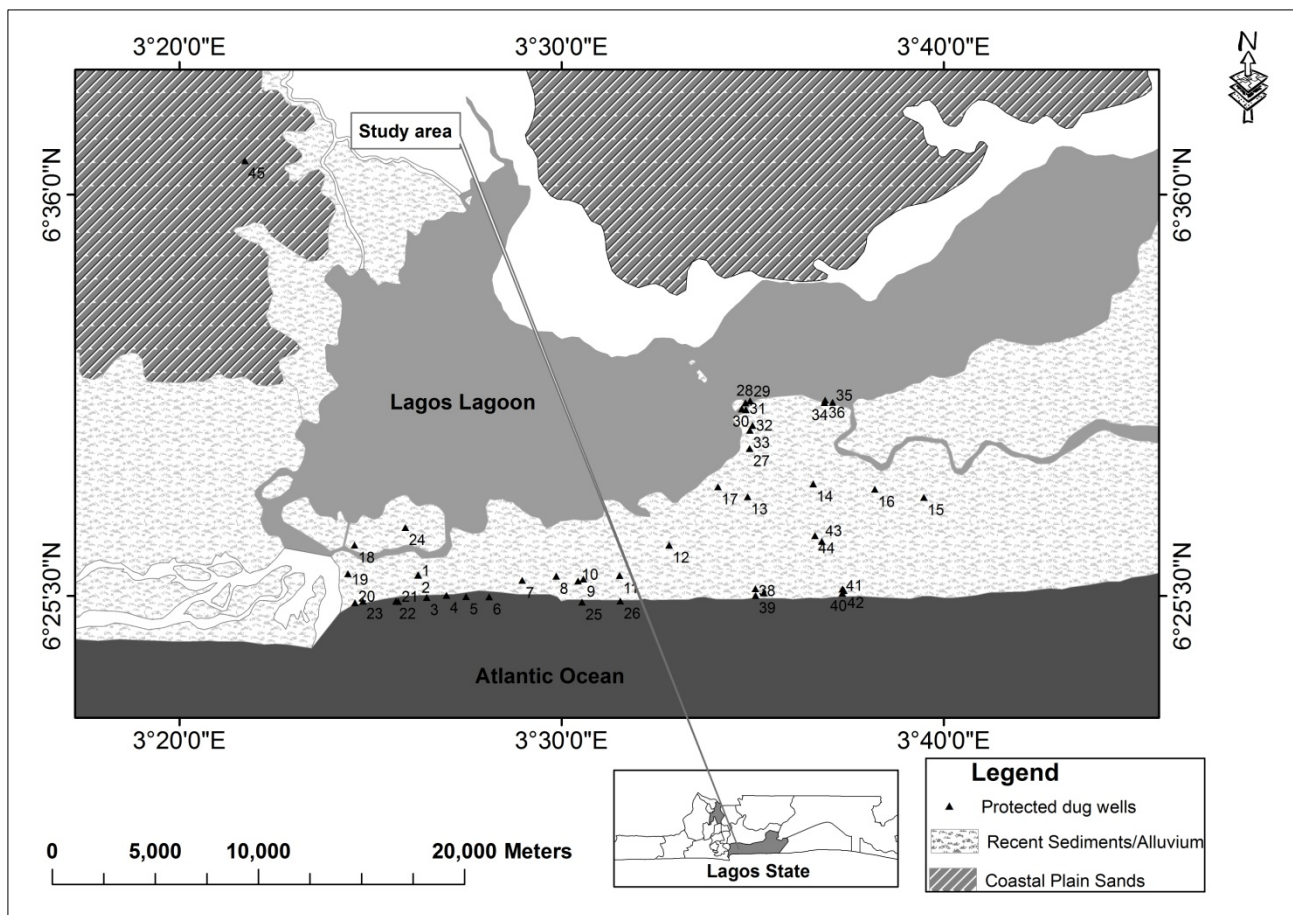 3°20'0"E
3°30'0"E
3°40'0"E
N
Study area
45
6°36'0"N
6°36'0"N
Lagos Lagoon
28 29
35
30 31
34 36
32
33
27
17
13
14
16
15
24
18
43
44
12
19
1
2
7
8
10
9
11
38
41
6°25'30"N
6°25'30"N
20
23
21
22
3
4
5
6
25
26
39
40
42
Atlantic Ocean
3°20'0"E
3°30'0"E
3°40'0"E
Legend
Protected dug wells
Recent Sediments/Alluvium
Coastal Plain Sands
0 5,000 10,000 20,000 Meters
Lagos State